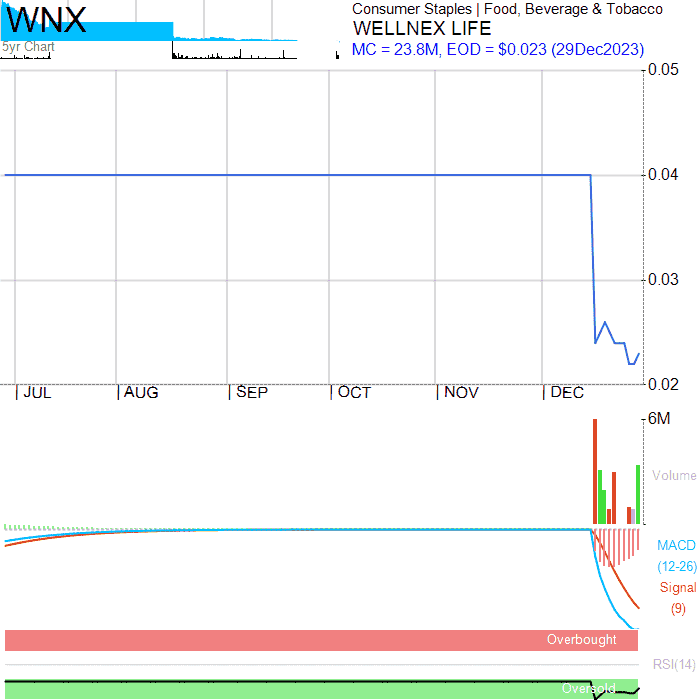 WNX
5yr Chart
Consumer Staples | Food, Beverage & Tobacco
WELLNEX LIFE
MC = 23.8M, EOD = $0.023 (29Dec2023)
0.05
0.04
0.03
0.02
JUL
AUG
SEP
OCT
NOV
DEC
6M
Volume
MACD
(12-26)
Signal
(9)
Overbought
RSI(14)
Oversold